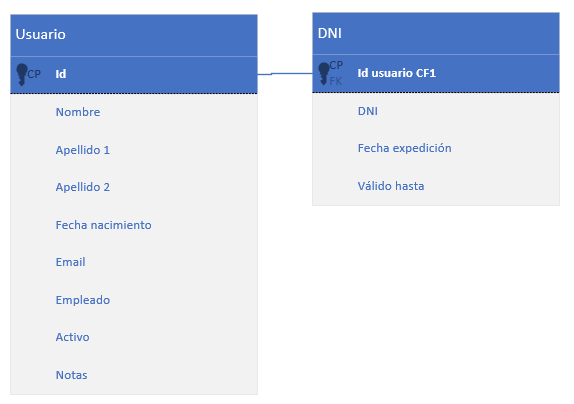 Usuario
CP Id
Nombre
Apellido 1
Apellido 2
Fecha nacimiento
Email
Empleado
Activo
Notas
DNI
CP
FK
Id usuario CF1
DNI
Fecha expedición
Válido hasta